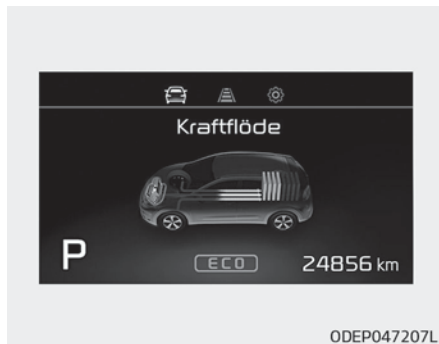 Kraftflöde
P
ECO
24856 km
ODEP047207L